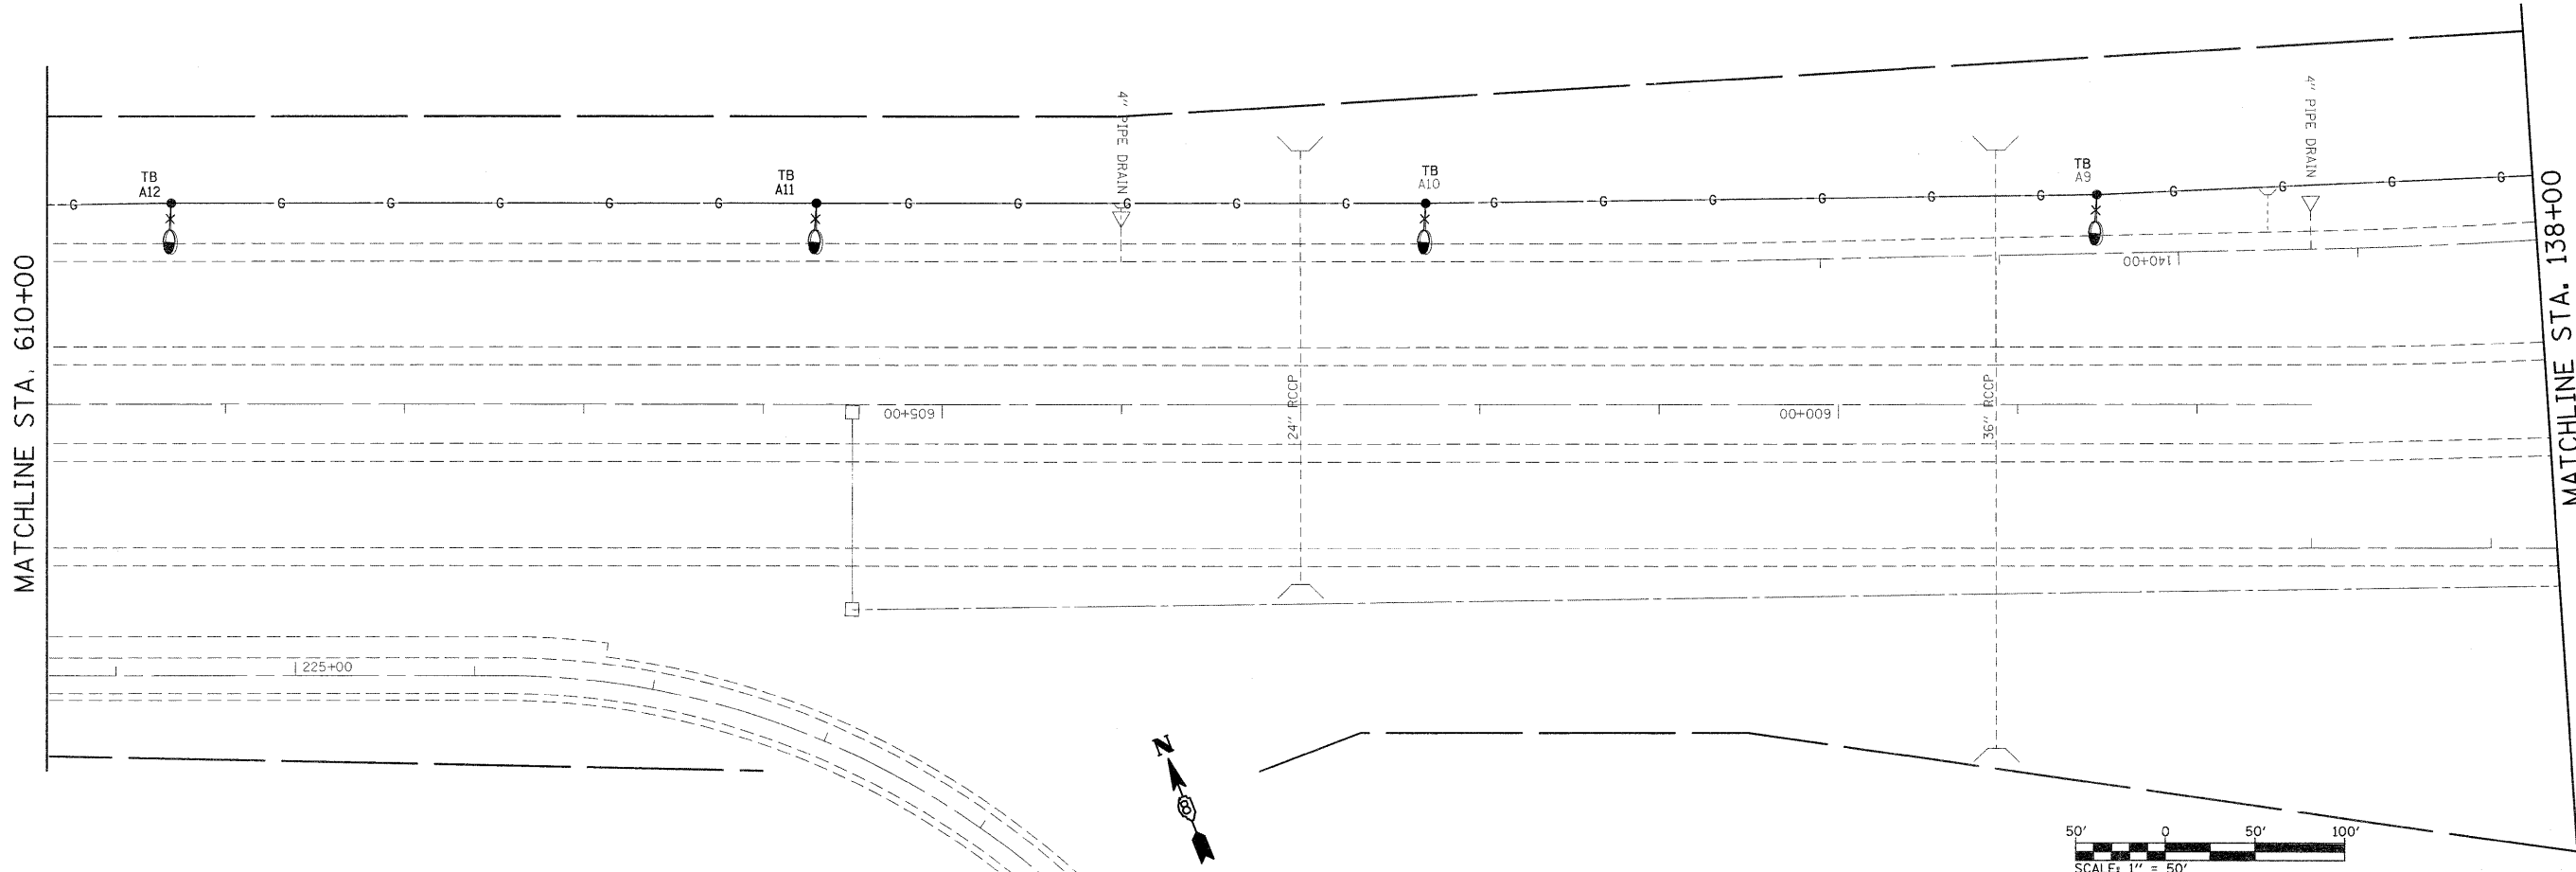 MATCHLINE STA. 610+00
TB
A12
G G G G G G
TB
A11
G G G G G
4" PIPE DRAIN
TB
A10
G G G G G G
TB
A9
G G G G
4" PIPE DRAIN
140+00
605+00
24" RCCP
600+00
36" RCCP
225+00
N
8
50' 0 50' 100'
SCALE: 1" = 50'
MATCHLINE STA. 138+00